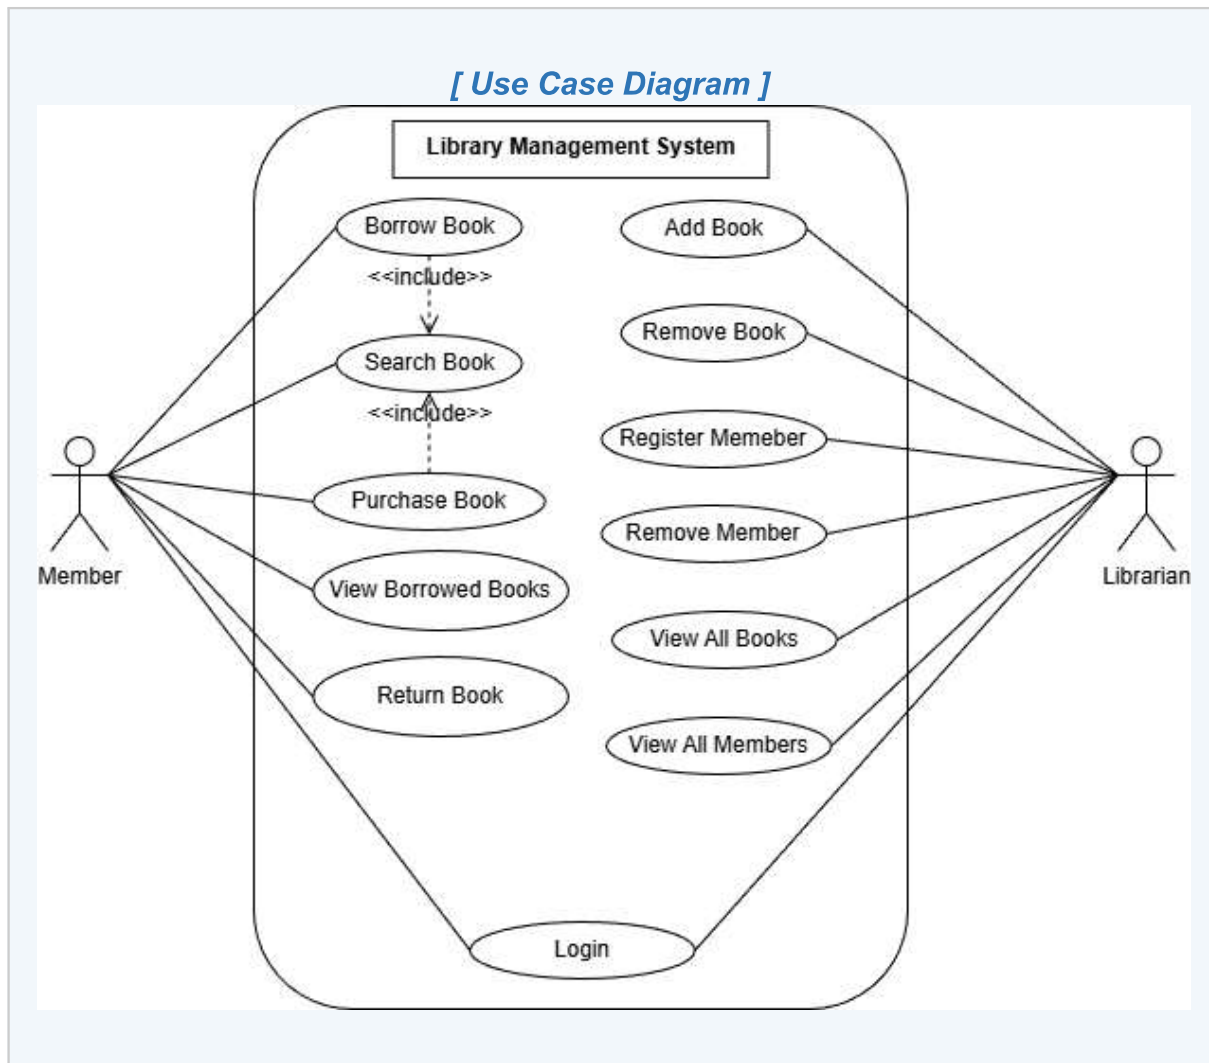 [ Use Case Diagram ]
Library Management System
Borrow Book
Add Book
<<include>>
Remove Book
Search Book
<<include>>
Register Memeber
Purchase Book
Remove Member
Member
Librarian
View Borrowed Books
View All Books
Return Book
View All Members
Login